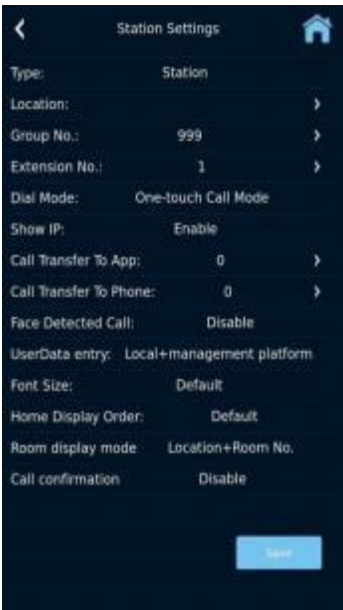 Station Settings
Type: Station
Location:
Group No.: 999
Extension No.: 1
Dial Mode: One-touch Call Mode
Show IP: Enable
Call Transfer To App: 0
Call Transfer To Phone: 0
Face Detected Call: Disable
UserData entry: Local+management platform
Font Size: Default
Home Display Order: Default
Room display mode Location+Room No.
Call confirmation Disable
Save